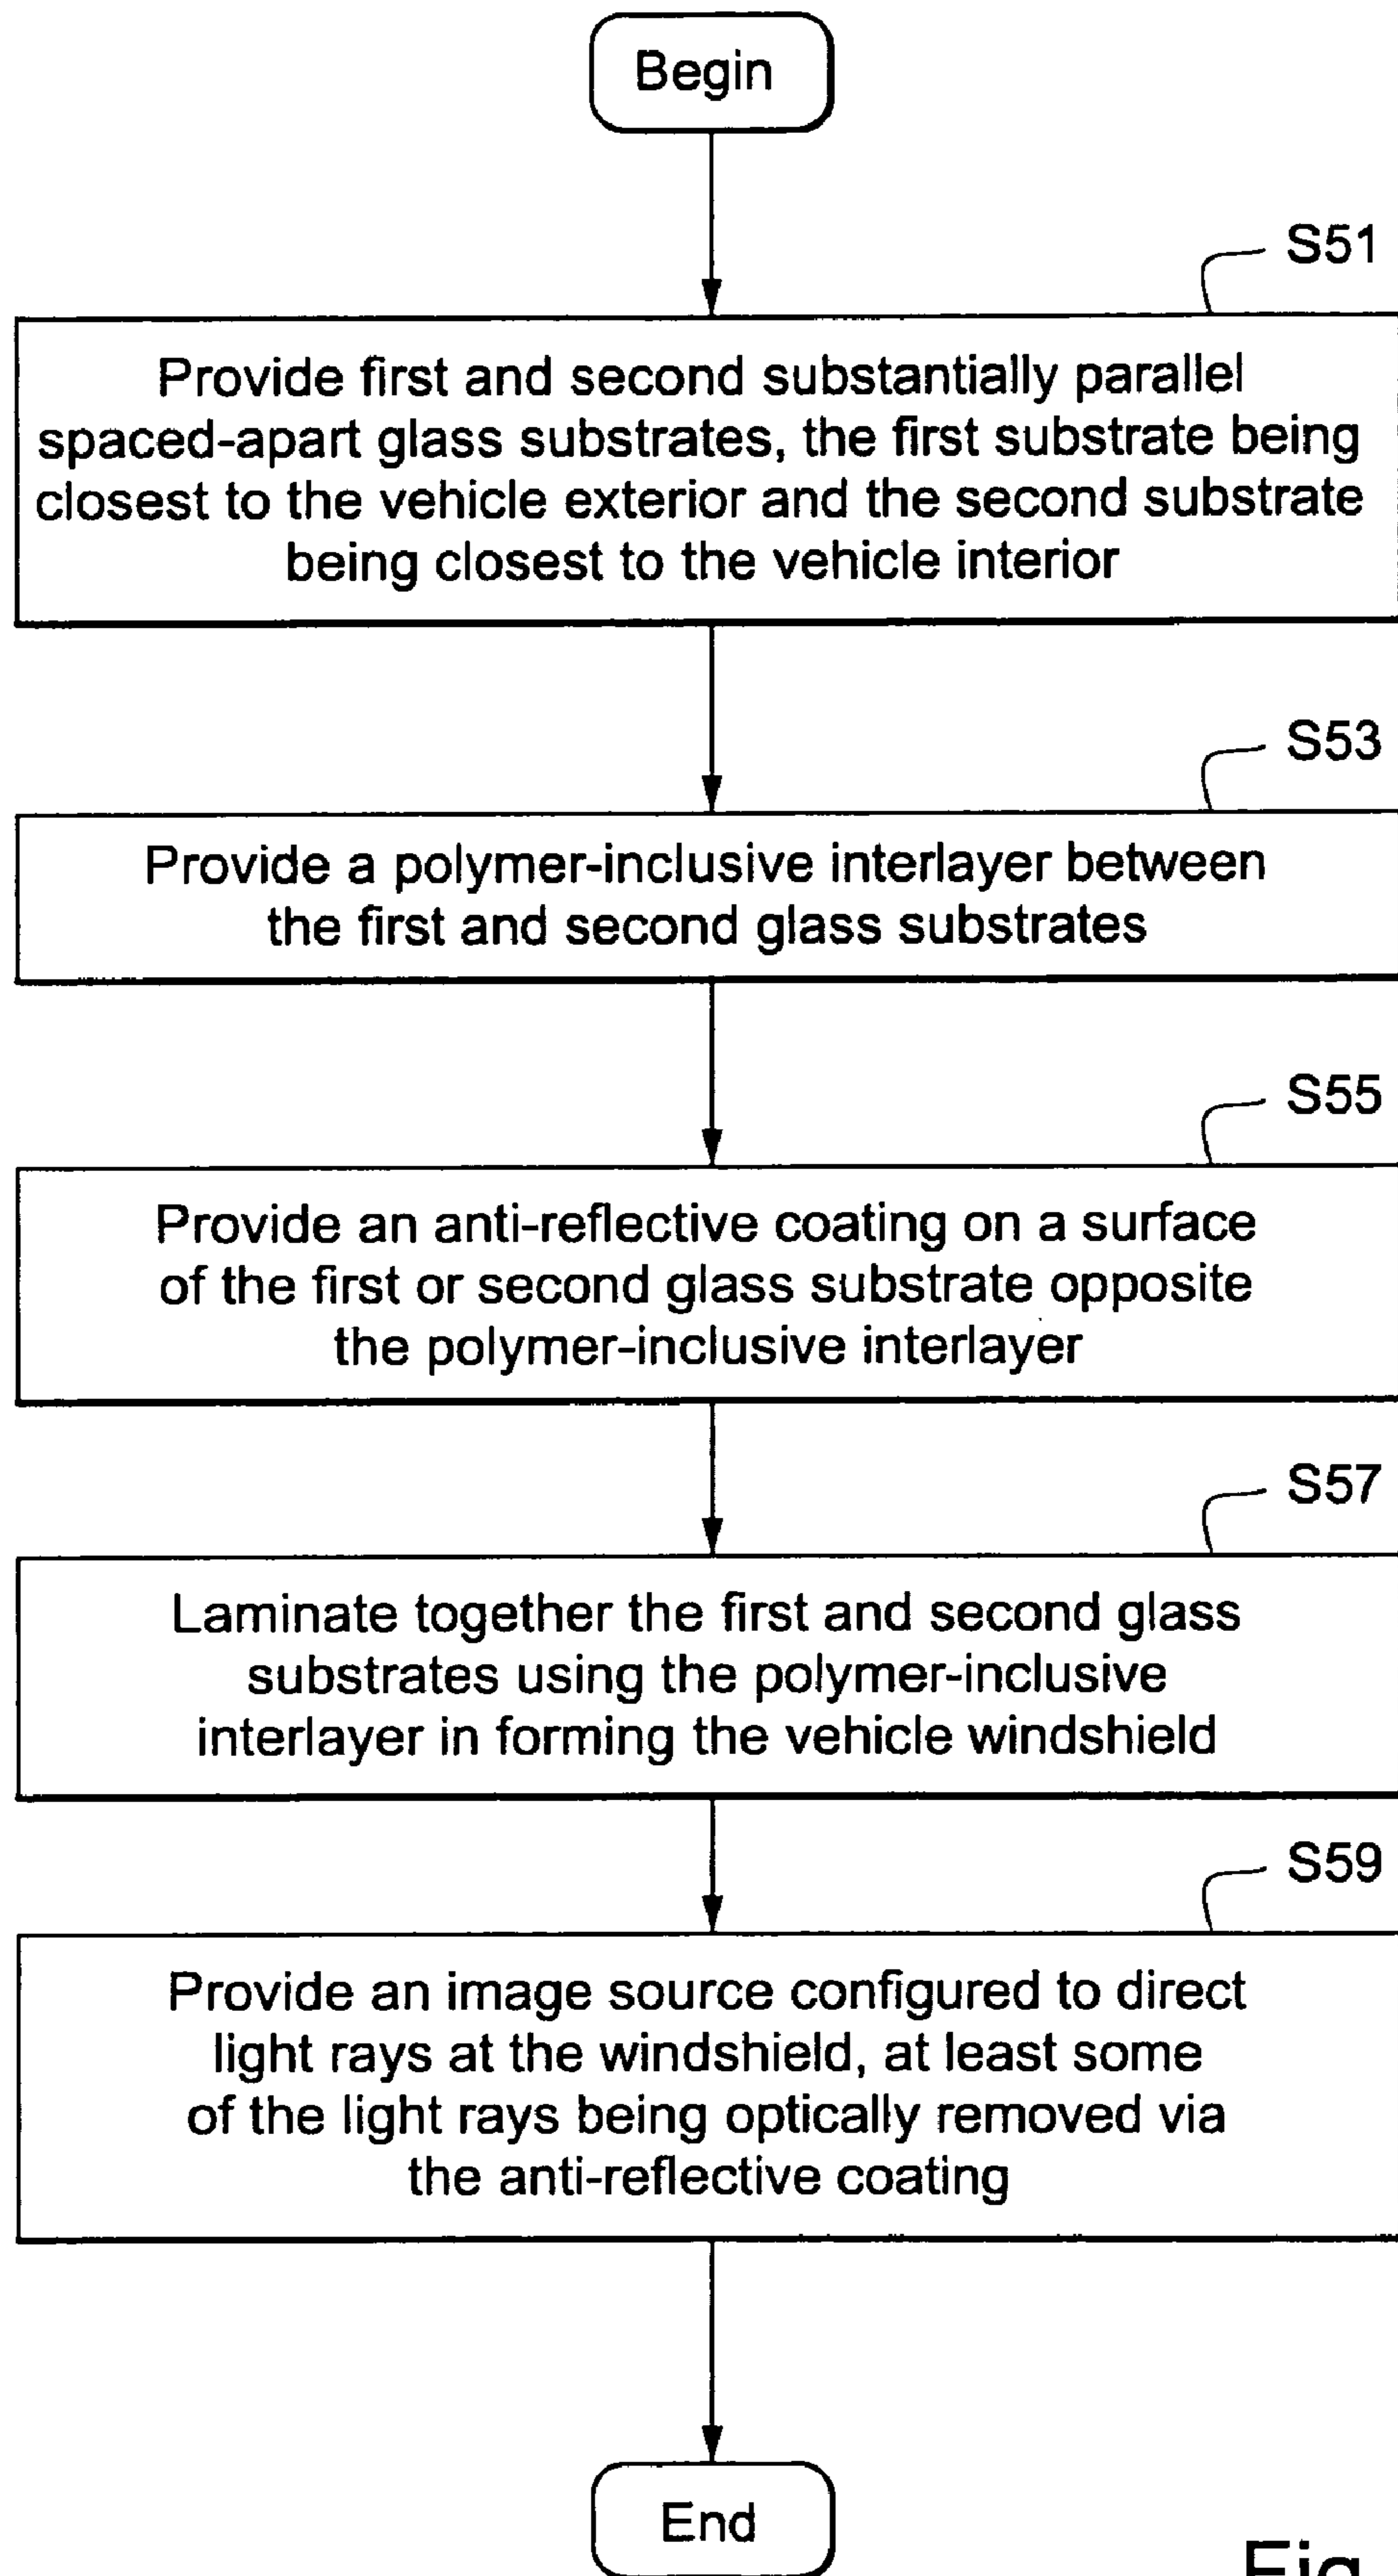 Begin
S51
Provide first and second substantially parallel
spaced-apart glass substrates, the first substrate being
closest to the vehicle exterior and the second substrate
being closest to the vehicle interior
S53
Provide a polymer-inclusive interlayer between
the first and second glass substrates
S55
Provide an anti-reflective coating on a surface
of the first or second glass substrate opposite
the polymer-inclusive interlayer
S57
Laminate together the first and second glass
substrates using the polymer-inclusive
interlayer in forming the vehicle windshield
S59
Provide an image source configured to direct
light rays at the windshield, at least some
of the light rays being optically removed via
the anti-reflective coating
End
Fig